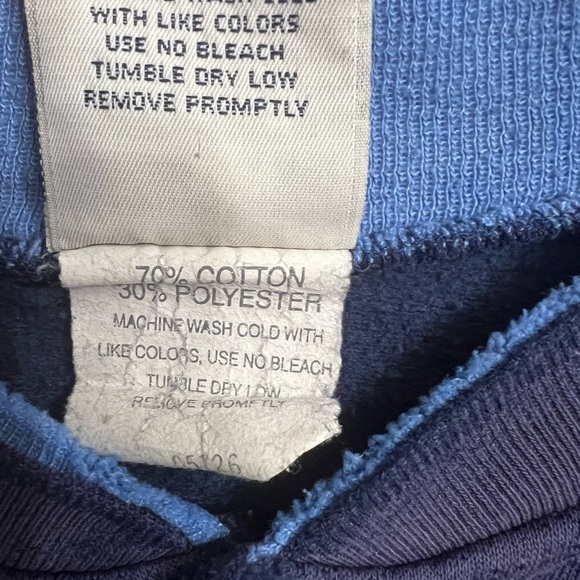 WITH LIKE COLORS
USE NO BLEACH
TUMBLE DRY LOW
REMOVE PROMPTLY
70% COTTON
30% POLYESTER
MACHINE WASH COLD WITH
LIKE COLORS, USE NO BLEACH
TUMBLE DRY LOW
REMOVE PROMPTLY